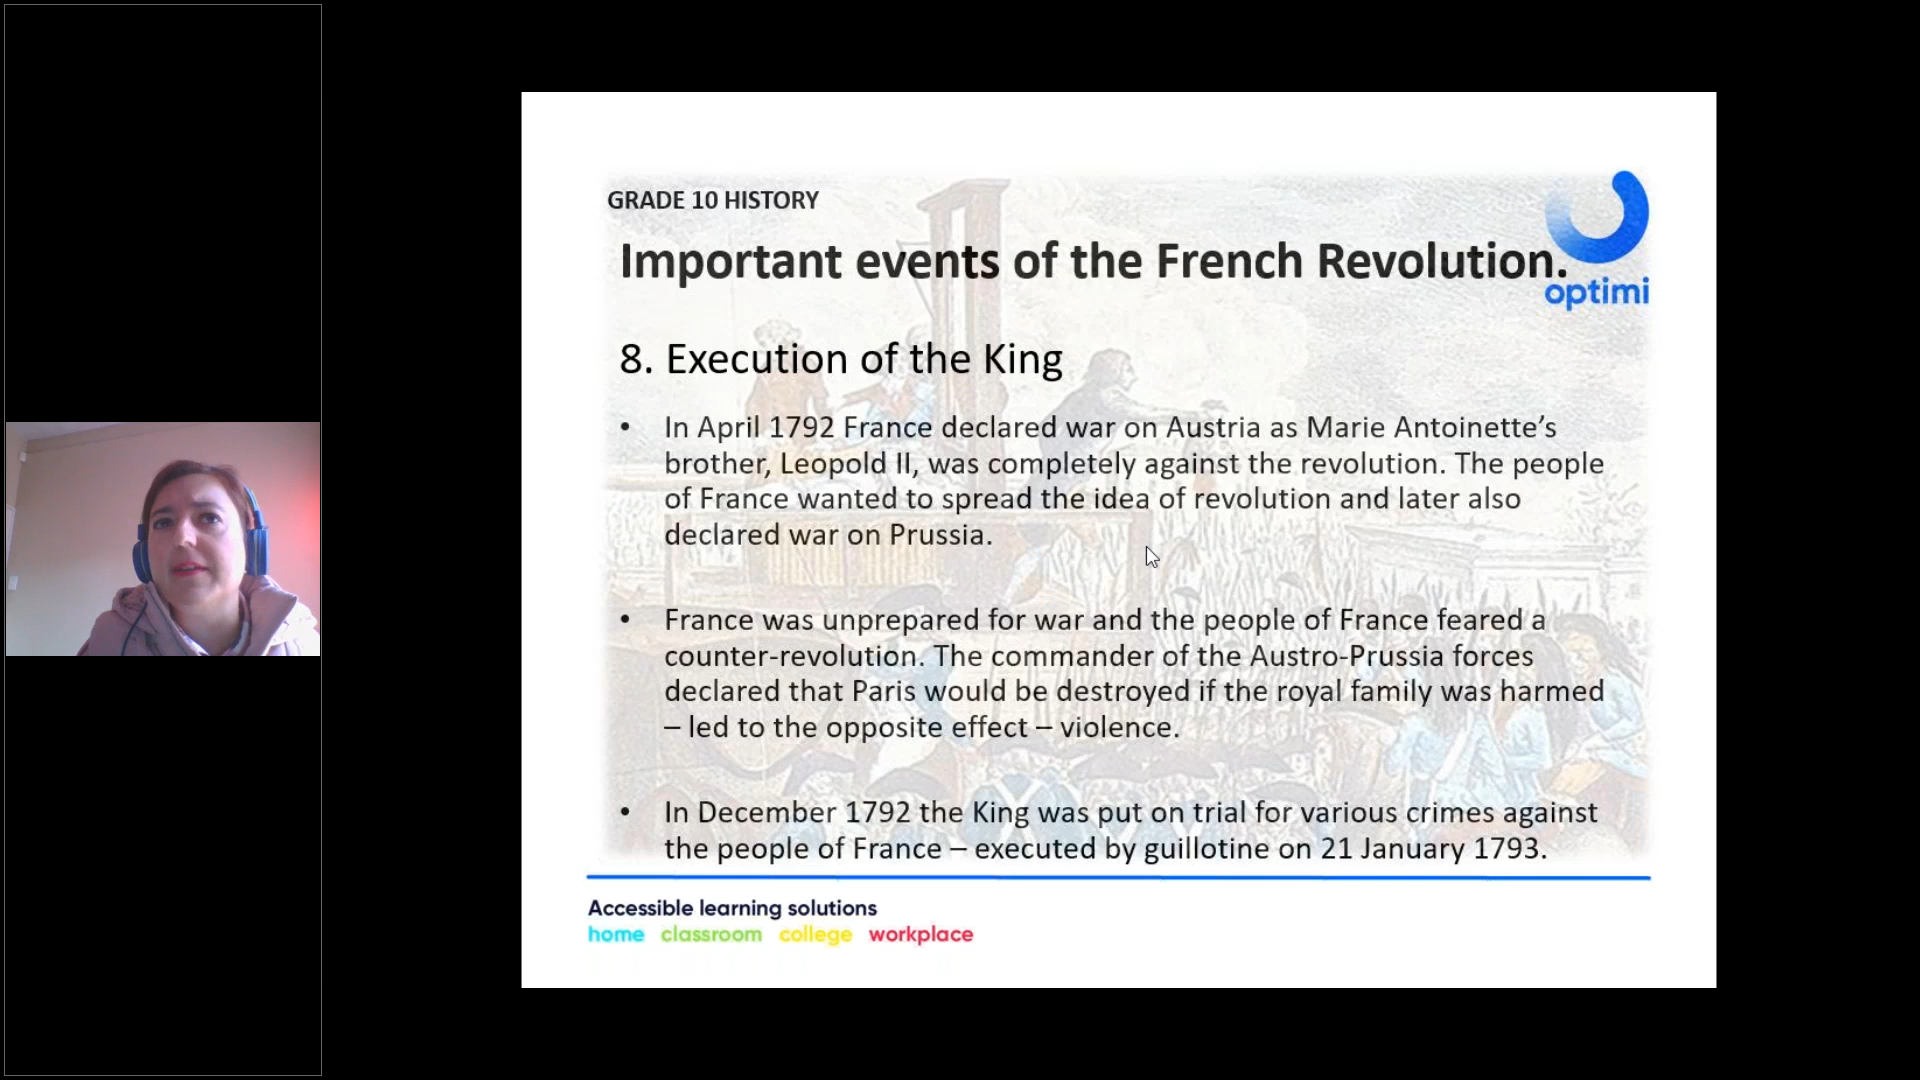 GRADE 10 HISTORY
Important events of the French Revolution.
optimi
8. Execution of the King
• In April 1792 France declared war on Austria as Marie Antoinette’s
brother, Leopold II, was completely against the revolution. The people
of France wanted to spread the idea of revolution and later also
declared war on Prussia.
• France was unprepared for war and the people of France feared a
counter-revolution. The commander of the Austro-Prussia forces
declared that Paris would be destroyed if the royal family was harmed
– led to the opposite effect – violence.
• In December 1792 the King was put on trial for various crimes against
the people of France – executed by guillotine on 21 January 1793.
Accessible learning solutions
home classroom college workplace